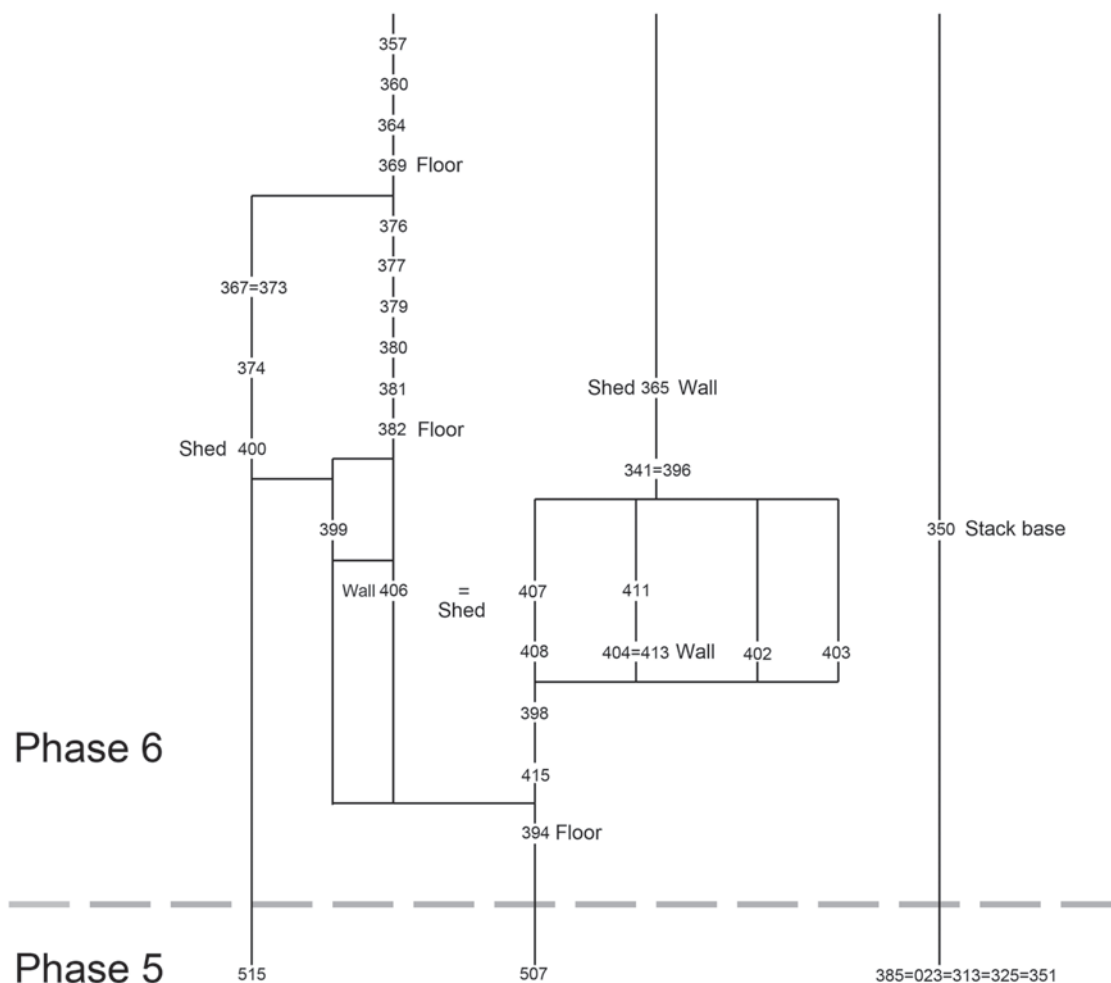 357
360
364
369 Floor
376
377
367=373
379
380
374
381
Shed 365 Wall
382 Floor
Shed 400
341=396
399
350 Stack base
Wall 406
=
Shed
407
411
408
404=413 Wall
402
403
398
Phase 6
415
394 Floor
Phase 5
515
507
385=023=313=325=351